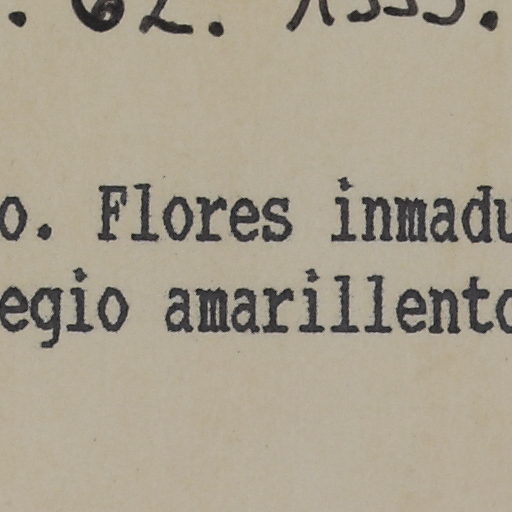 o. Flores inmadu
egio amarillento